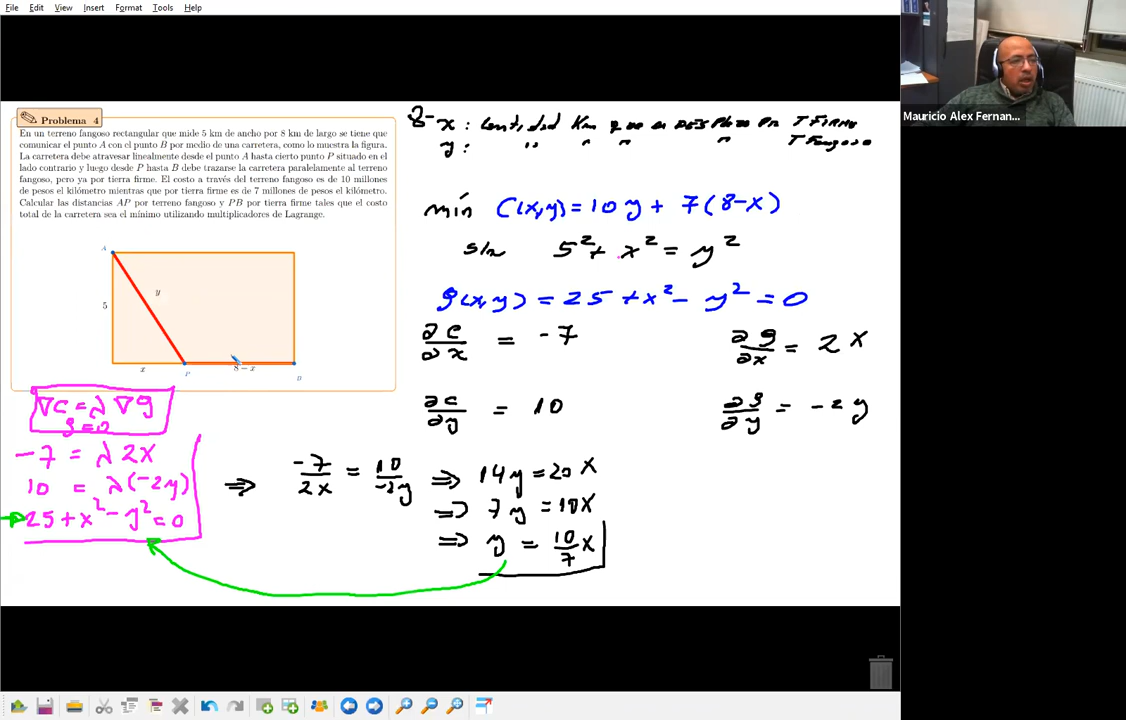 File Edit View Insert Format Tools Help
Problema 4
En un terreno fangoso rectangular que mide 5 km de ancho por 8 km de largo se tiene que
comunicar el punto A con el punto B por medio de una carretera, como lo muestra la figura.
La carretera debe atravesar linealmente desde el punto A hasta cierto punto P situado en el
lado contrario y luego desde P hasta B debe trazarse la carretera paralelamente al terreno
fangoso, pero ya por tierra firme. El costo a través del terreno fangoso es de 10 millones
de pesos el kilómetro mientras que por tierra firme es de 7 millones de pesos el kilómetro.
Calcular las distancias AP por terreno fangoso y PB por tierra firme tales que el costo
total de la carretera sea el mínimo utilizando multiplicadores de Lagrange.
A
y
5
x
P
8 − x
B
8-x : Cantidad Km que se desplaza en T Firme
y : " " " " T Fangoso
min C(x,y) = 10y + 7(8-x)
s/a 5² + x² = y²
g(x,y) = 25 + x² - y² = 0
∂C/∂x = -7 ∂g/∂x = 2x
∂C/∂y = 10 ∂g/∂y = -2y
∇C = λ ∇g
g=0
-7 = λ 2x
10 = λ(-2y)
25 + x² - y² = 0
⇒ -7/2x = 10/-2y ⇒ 14y = 20x
⇒ 7y = 10x
⇒ y = 10/7 x
Mauricio Alex Fernan...